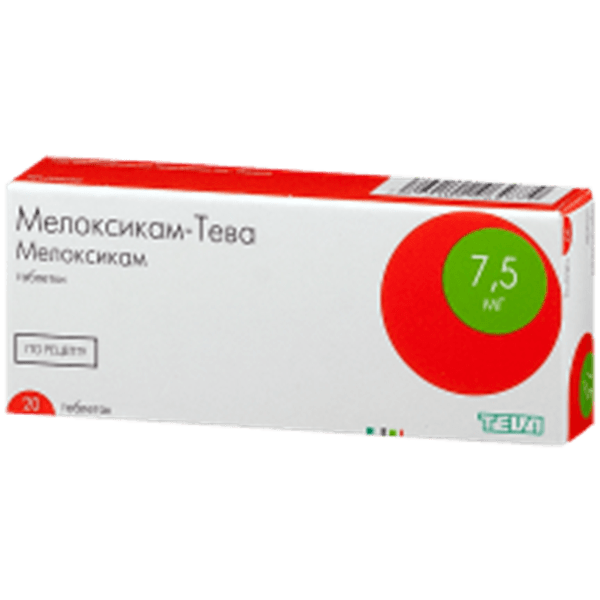 Мелоксикам-Тева
Мелоксикам
таблетки
ПО РЕЦЕПТУ
7,5
мг
20 таблеток
TEVA